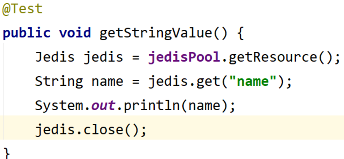 @Test
public void getStringValue() {
    Jedis jedis = jedisPool.getResource();
    String name = jedis.get("name");
    System.out.println(name);
    jedis.close();
}